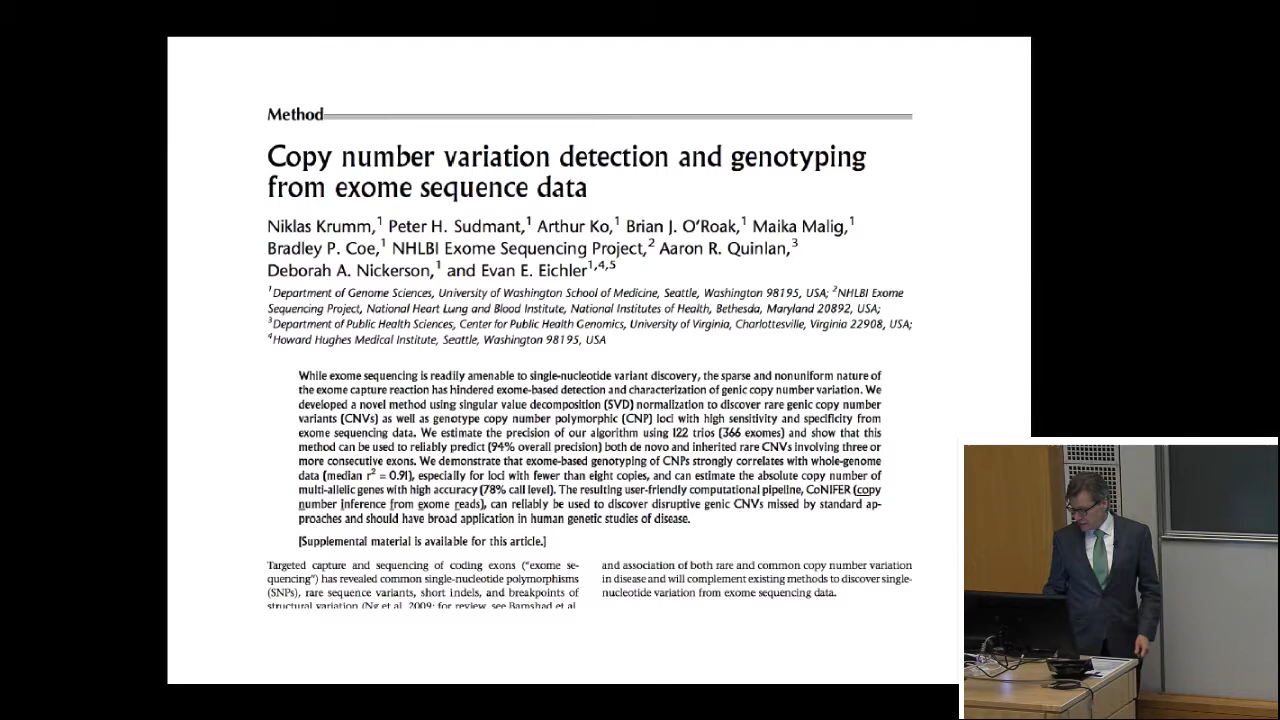 Method
Copy number variation detection and genotyping
from exome sequence data
Niklas Krumm,1 Peter H. Sudmant,1 Arthur Ko,1 Brian J. O'Roak,1 Maika Malig,1
Bradley P. Coe,1 NHLBI Exome Sequencing Project,2 Aaron R. Quinlan,3
Deborah A. Nickerson,1 and Evan E. Eichler1,4,5
1Department of Genome Sciences, University of Washington School of Medicine, Seattle, Washington 98195, USA; 2NHLBI Exome
Sequencing Project, National Heart Lung and Blood Institute, National Institutes of Health, Bethesda, Maryland 20892, USA;
3Department of Public Health Sciences, Center for Public Health Genomics, University of Virginia, Charlottesville, Virginia 22908, USA;
4Howard Hughes Medical Institute, Seattle, Washington 98195, USA
While exome sequencing is readily amenable to single-nucleotide variant discovery, the sparse and nonuniform nature of
the exome capture reaction has hindered exome-based detection and characterization of genic copy number variation. We
developed a novel method using singular value decomposition (SVD) normalization to discover rare genic copy number
variants (CNVs) as well as genotype copy number polymorphic (CNP) loci with high sensitivity and specificity from
exome sequencing data. We estimate the precision of our algorithm using 122 trios (366 exomes) and show that this
method can be used to reliably predict (94% overall precision) both de novo and inherited rare CNVs involving three or
more consecutive exons. We demonstrate that exome-based genotyping of CNPs strongly correlates with whole-genome
data (median r2 = 0.91), especially for loci with fewer than eight copies, and can estimate the absolute copy number of
multi-allelic genes with high accuracy (78% call level). The resulting user-friendly computational pipeline, CoNIFER (copy
number inference from exome reads), can reliably be used to discover disruptive genic CNVs missed by standard ap-
proaches and should have broad application in human genetic studies of disease.
[Supplemental material is available for this article.]
Targeted capture and sequencing of coding exons ("exome se-
quencing") has revealed common single-nucleotide polymorphisms
(SNPs), rare sequence variants, short indels, and breakpoints of
structural variation (Ng et al. 2009; for review, see Bamshad et al.
and association of both rare and common copy number variation
in disease and will complement existing methods to discover single-
nucleotide variation from exome sequencing data.